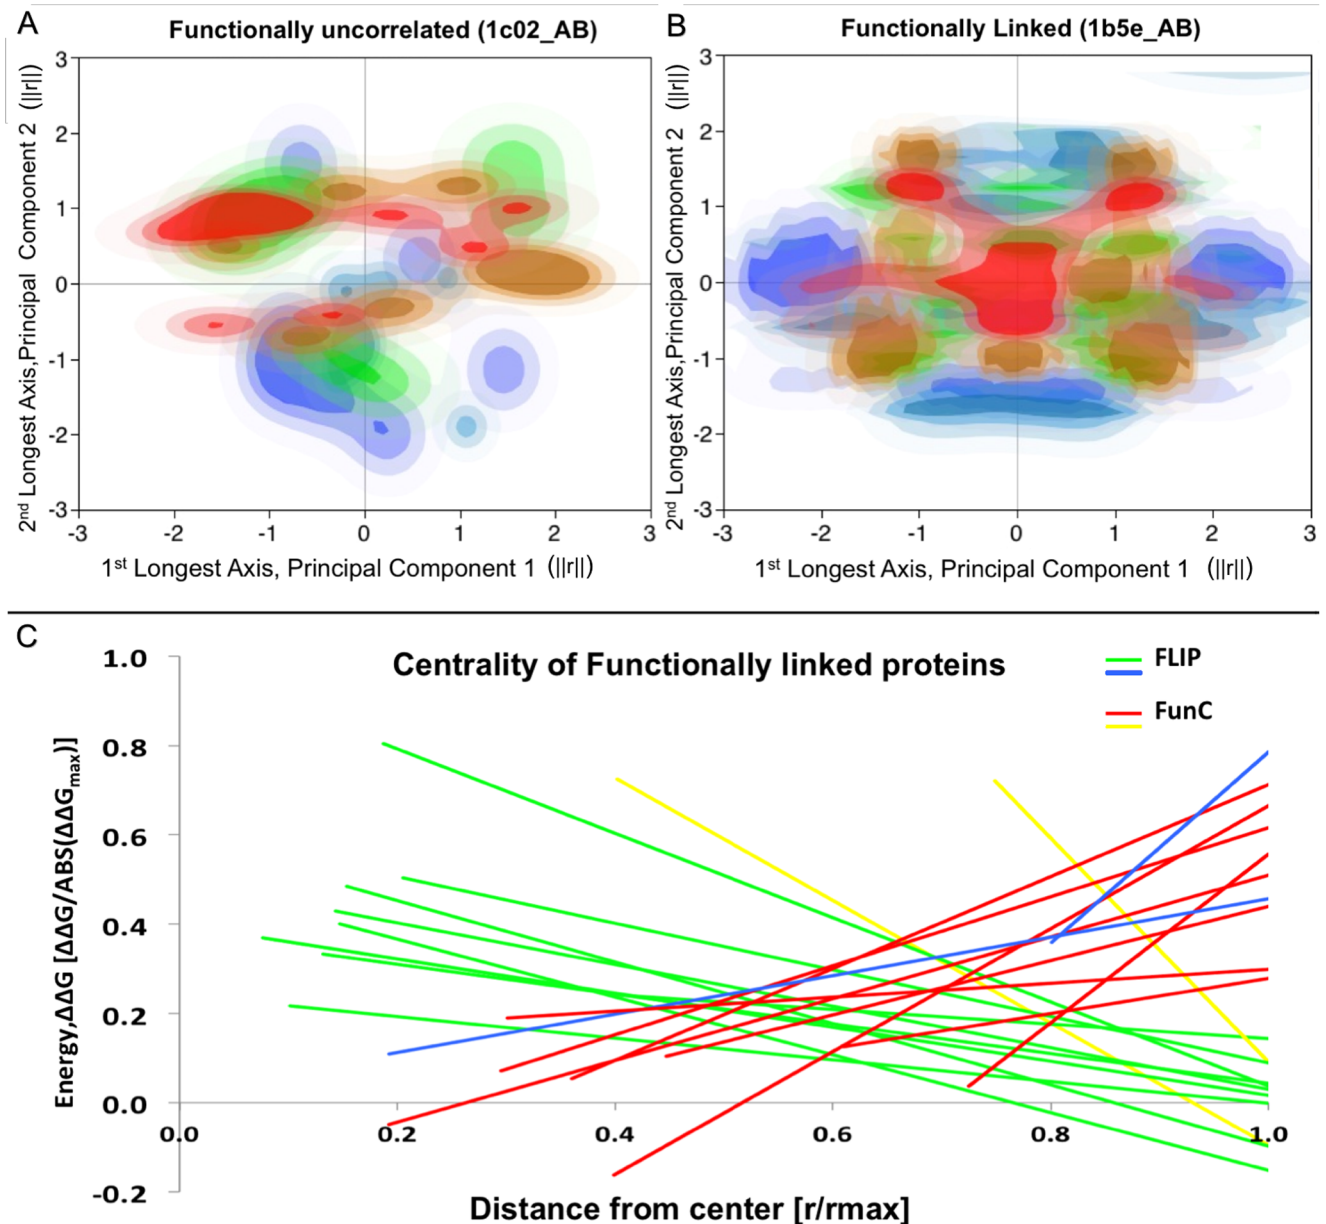 A
Functionally uncorrelated (1c02_AB)
2nd Longest Axis,Principal Component 2 (||r||)
3
2
1
0
-1
-2
-3
-3 -2 -1 0 1 2 3
1st Longest Axis, Principal Component 1 (||r||)
B
Functionally Linked (1b5e_AB)
2nd Longest Axis,Principal Component 2 (||r||)
3
2
1
0
-1
-2
-3
-3 -2 -1 0 1 2 3
1st Longest Axis, Principal Component 1 (||r||)
C
Centrality of Functionally linked proteins
FLIP
FunC
Energy,ΔΔG [ΔΔG/ABS(ΔΔGmax)]
1.0
0.8
0.6
0.4
0.2
0.0
-0.2
0.0 0.2 0.4 0.6 0.8 1.0
Distance from center [r/rmax]